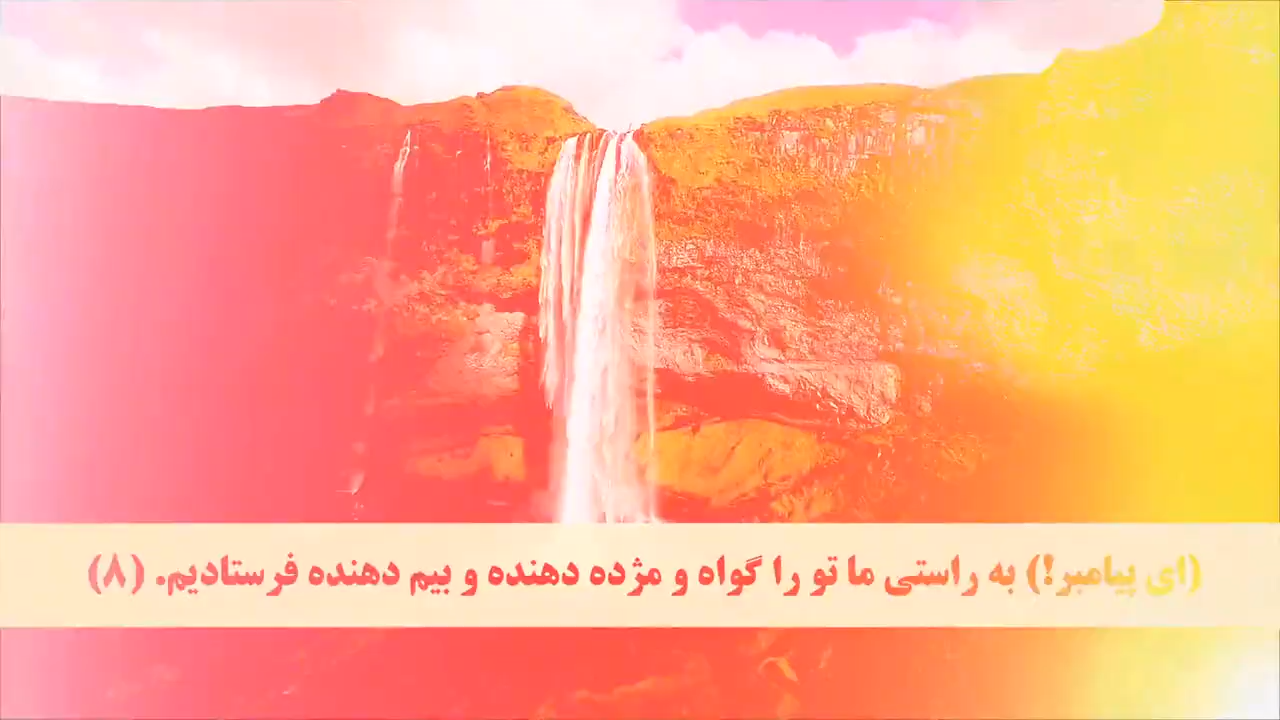 (ای پیامبر!) به راستی ما تو را گواه و مژده دهنده و بیم دهنده فرستادیم. (۸)